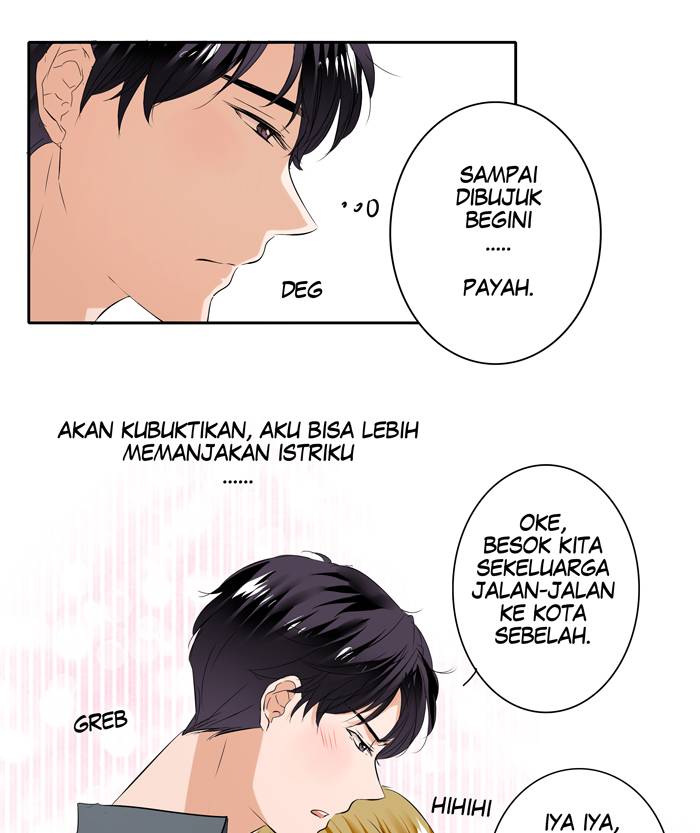 SAMPAI
DIBUJUK
BEGINI
.....
PAYAH.
DEG
AKAN KUBUKTIKAN, AKU BISA LEBIH
MEMANJAKAN ISTRIKU
......
OKE,
BESOK KITA
SEKELUARGA
JALAN-JALAN
KE KOTA
SEBELAH.
GREB
HIHIHI
IYA IYA,